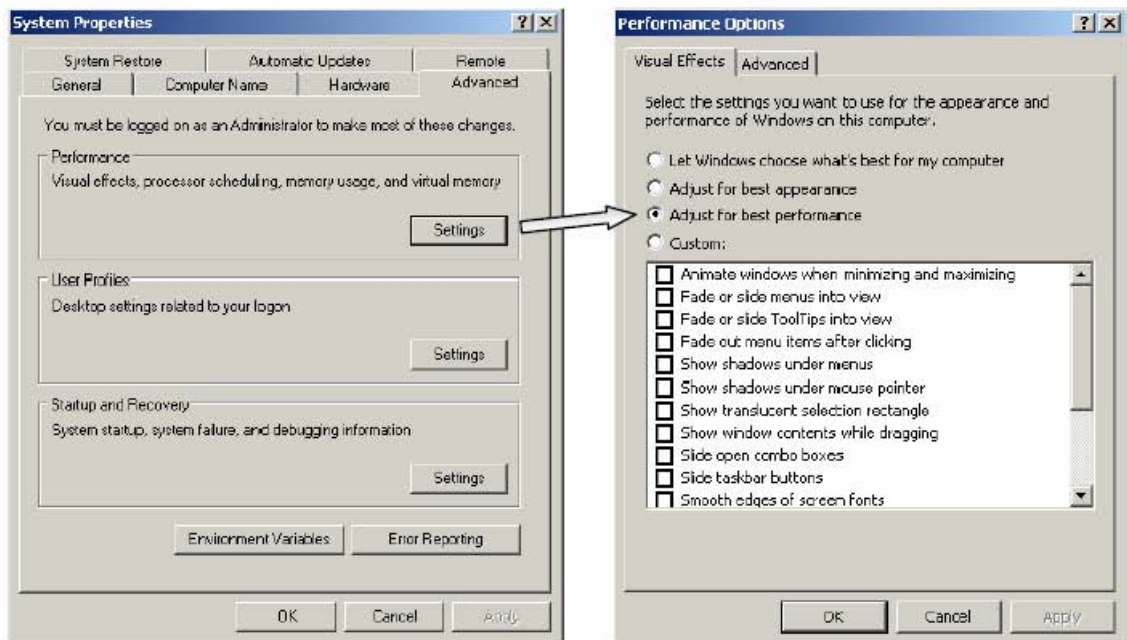 System Properties
System Restore Automatic Updates Remote
General Computer Name Hardware Advanced
You must be logged on as an Administrator to make most of these changes.
Performance
Visual effects, processor scheduling, memory usage, and virtual memory
Settings
User Profiles
Desktop settings related to your logon
Settings
Startup and Recovery
System startup, system failure, and debugging information
Settings
Environment Variables Error Reporting
OK Cancel Apply
Performance Options
Visual Effects Advanced
Select the settings you want to use for the appearance and
performance of Windows on this computer.
Let Windows choose what's best for my computer
Adjust for best appearance
Adjust for best performance
Custom:
Animate windows when minimizing and maximizing
Fade or slide menus into view
Fade or slide ToolTips into view
Fade out menu items after clicking
Show shadows under menus
Show shadows under mouse pointer
Show translucent selection rectangle
Show window contents while dragging
Slide open combo boxes
Slide taskbar buttons
Smooth edges of screen fonts
OK Cancel Apply